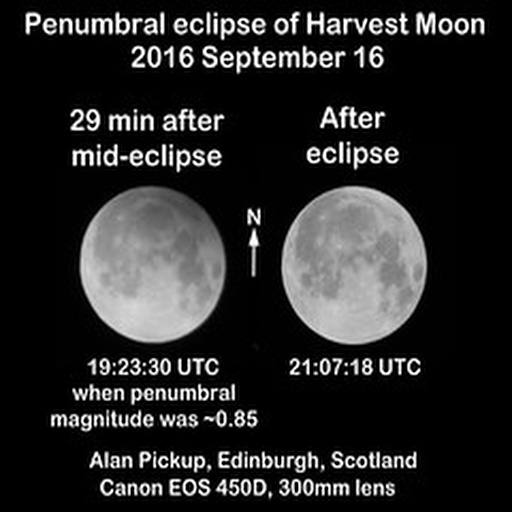 Penumbral eclipse of Harvest Moon
2016 September 16
29 min after
mid-eclipse
After
eclipse
N
19:23:30 UTC
when penumbral
magnitude was ~0.85
21:07:18 UTC
Alan Pickup, Edinburgh, Scotland
Canon EOS 450D, 300mm lens